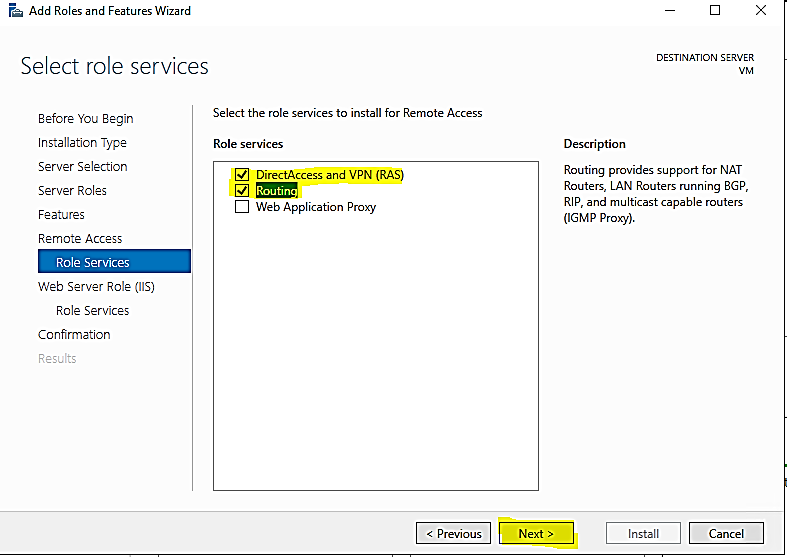 Add Roles and Features Wizard
Select role services
DESTINATION SERVER
VM
Before You Begin
Installation Type
Server Selection
Server Roles
Features
Remote Access
Role Services
Web Server Role (IIS)
Role Services
Confirmation
Results
Select the role services to install for Remote Access
Role services
DirectAccess and VPN (RAS)
Routing
Web Application Proxy
Description
Routing provides support for NAT
Routers, LAN Routers running BGP,
RIP, and multicast capable routers
(IGMP Proxy).
< Previous
Next >
Install
Cancel